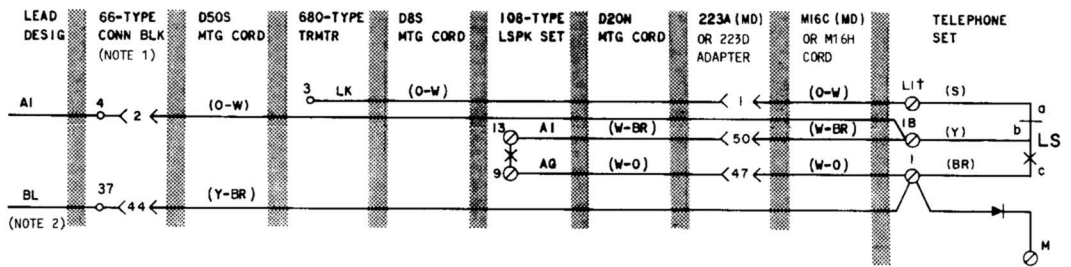 LEAD DESIG
66-TYPE CONN BLK (NOTE 1)
D50S MTG CORD
680-TYPE TRMTR
D8S MTG CORD
108-TYPE LSPK SET
D20N MTG CORD
223A (MD) OR 223D ADAPTER
M16C (MD) OR M16H CORD
TELEPHONE SET
3 LK (O-W) 1 (O-W) L1† (S) a
A1 4 2 (O-W) 1B
13 A1 (W-BR) 50 (W-BR) (Y) b LS
9 AG (W-O) 47 (W-O) 1 (BR) c
BL 37 44 (Y-BR)
(NOTE 2)
M